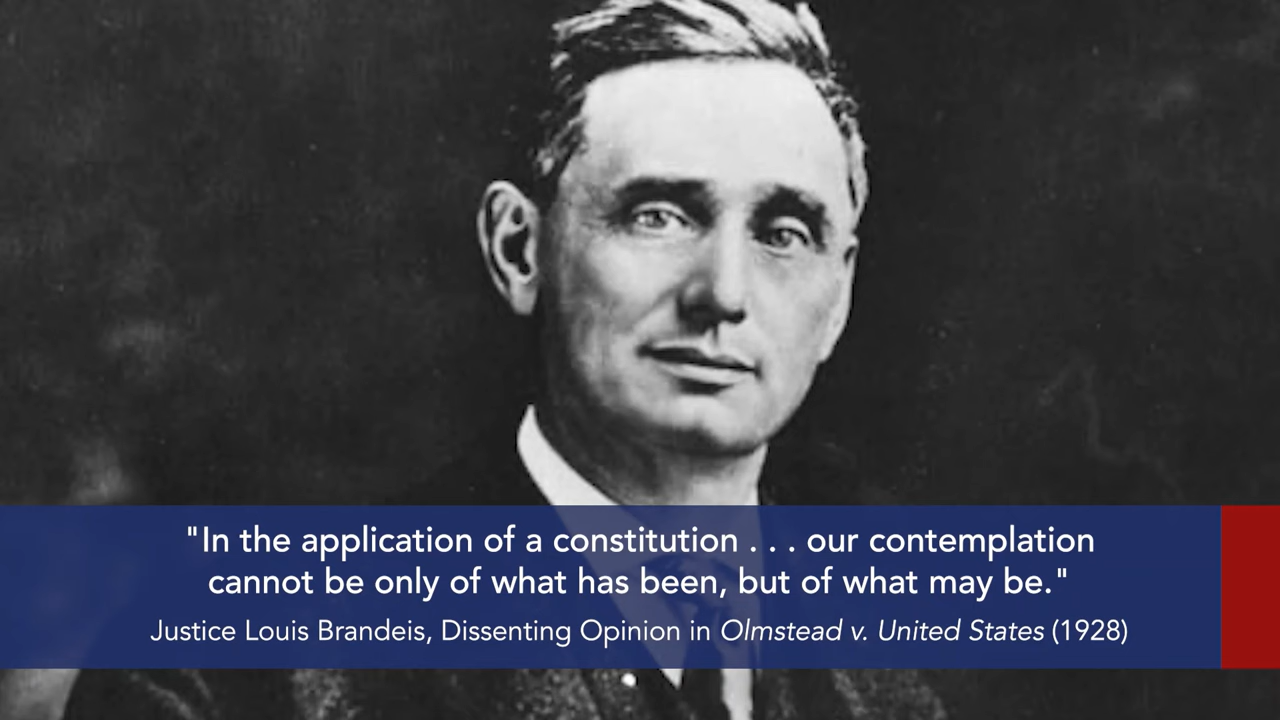 "In the application of a constitution . . . our contemplation
cannot be only of what has been, but of what may be."
Justice Louis Brandeis, Dissenting Opinion in Olmstead v. United States (1928)